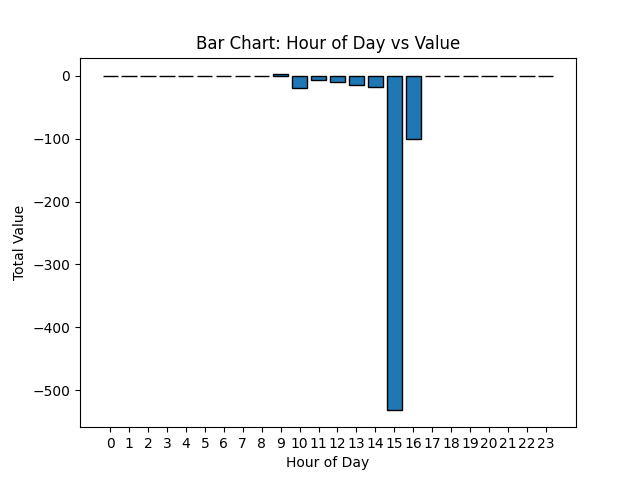 Bar Chart: Hour of Day vs Value
0
−100
−200
−300
−400
−500
Total Value
0 1 2 3 4 5 6 7 8 9 10 11 12 13 14 15 16 17 18 19 20 21 22 23
Hour of Day